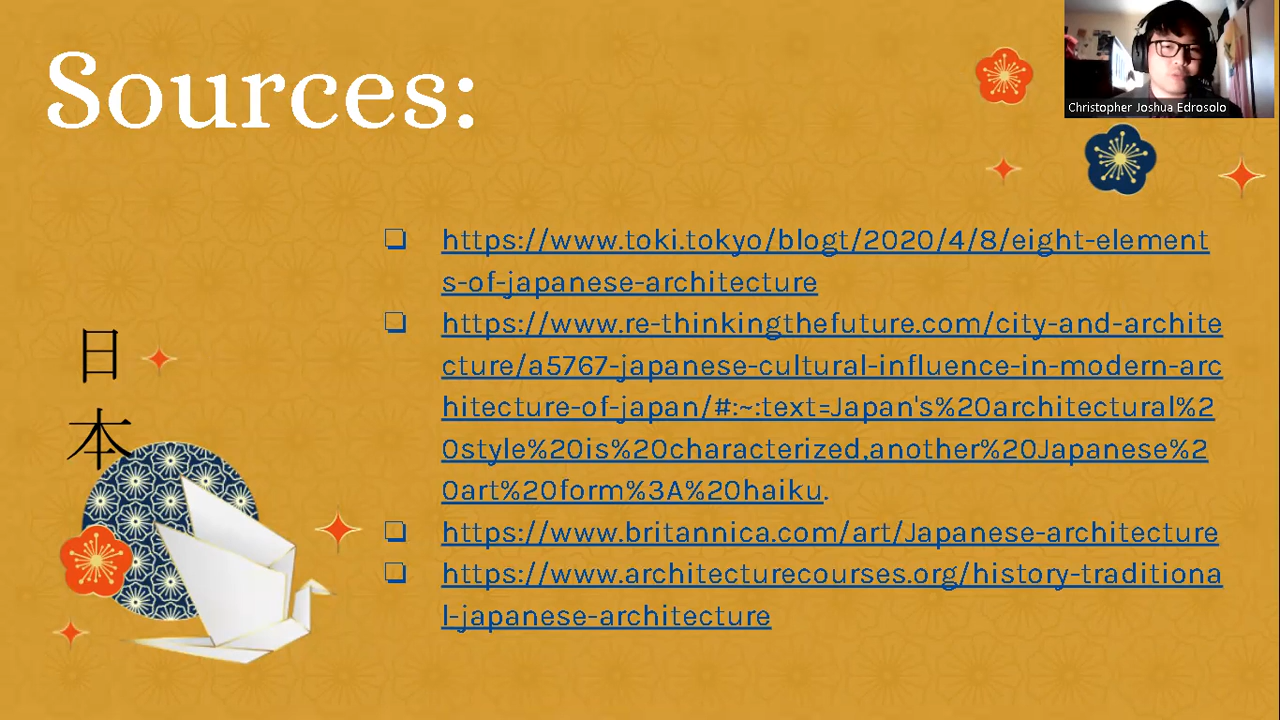 Sources:
Christopher Joshua Edrosolo
https://www.toki.tokyo/blogt/2020/4/8/eight-element
s-of-japanese-architecture
https://www.re-thinkingthefuture.com/city-and-archite
cture/a5767-japanese-cultural-influence-in-modern-arc
hitecture-of-japan/#:~:text=Japan's%20architectural%2
0style%20is%20characterized,another%20Japanese%2
0art%20form%3A%20haiku.
https://www.britannica.com/art/Japanese-architecture
https://www.architecturecourses.org/history-traditiona
l-japanese-architecture
日
本